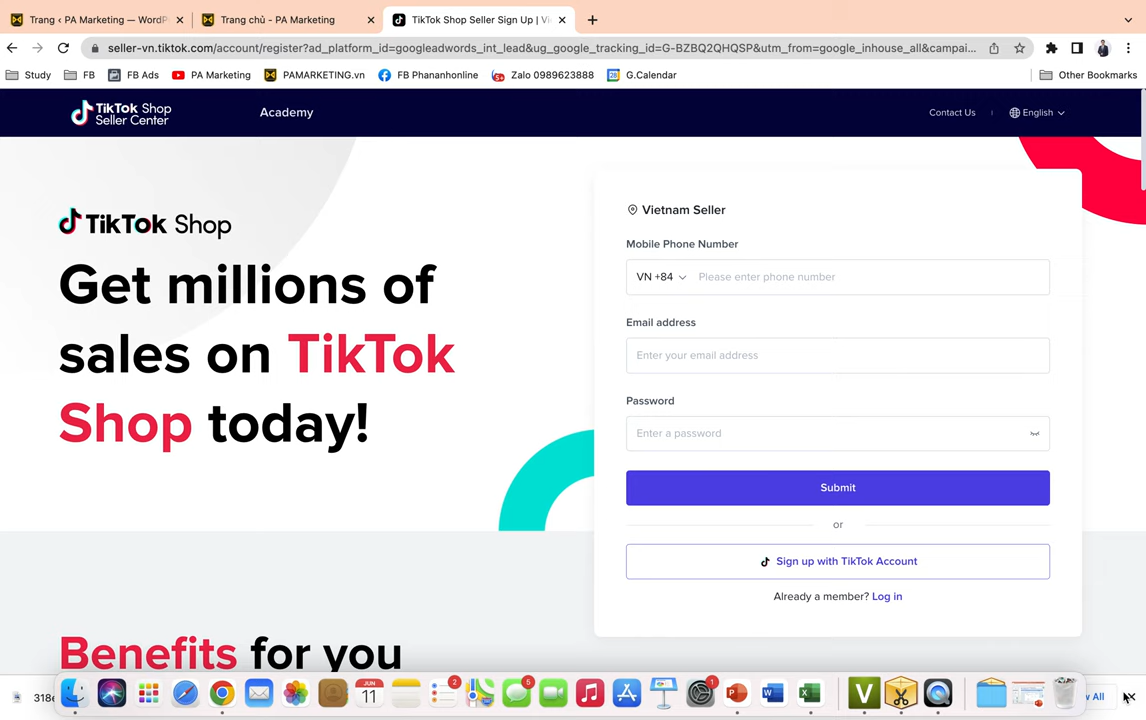 Trang ‹ PA Marketing — WordP
Trang chủ - PA Marketing
TikTok Shop Seller Sign Up | Vi
seller-vn.tiktok.com/account/register?ad_platform_id=googleadwords_int_lead&ug_google_tracking_id=G-BZBQ2QHQSP&utm_from=google_inhouse_all&campai...
Study
FB
FB Ads
PA Marketing
PAMARKETING.vn
FB Phananhonline
Zalo 0989623888
G.Calendar
Other Bookmarks
TikTok Shop
Seller Center
Academy
Contact Us
English
TikTok Shop
Get millions of
sales on TikTok
Shop today!
Vietnam Seller
Mobile Phone Number
VN +84
Please enter phone number
Email address
Enter your email address
Password
Enter a password
Submit
or
Sign up with TikTok Account
Already a member? Log in
Benefits for you
318e
JUN
11
2
5
1
All